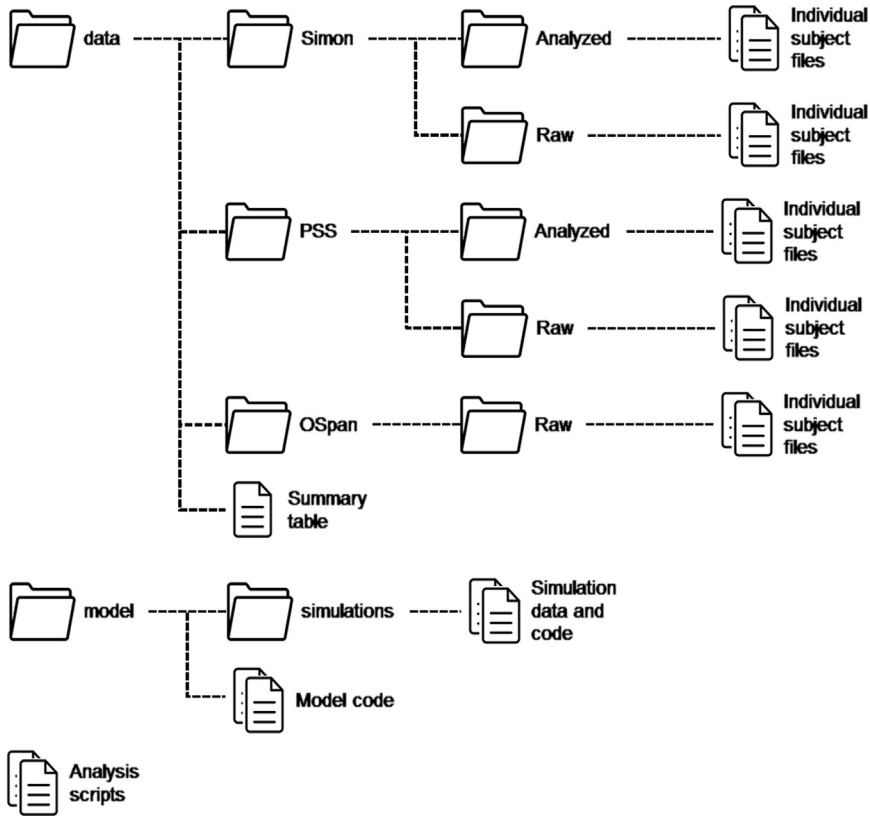 data
Simon
Analyzed
Individual
subject
files
Raw
Individual
subject
files
PSS
Analyzed
Individual
subject
files
Raw
Individual
subject
files
OSpan
Raw
Individual
subject
files
Summary
table
model
simulations
Simulation
data and
code
Model code
Analysis
scripts